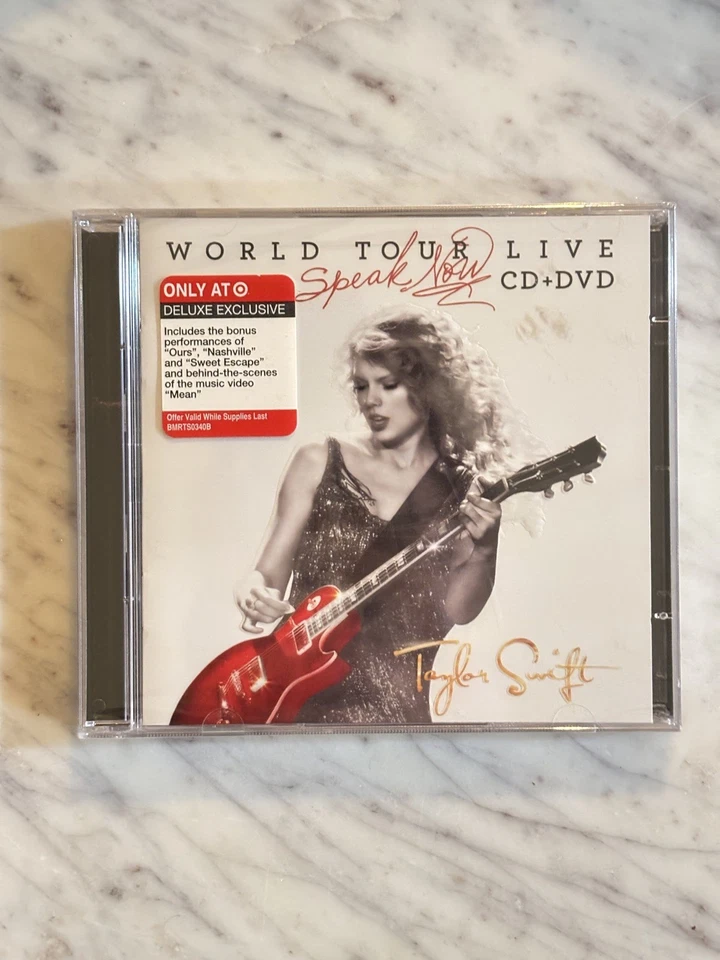 WORLD TOUR LIVE
Speak Now CD+DVD
ONLY AT
DELUXE EXCLUSIVE
Includes the bonus
performances of
“Ours”, “Nashville”
and “Sweet Escape”
and behind-the-scenes
of the music video
“Mean”
Offer Valid While Supplies Last
BMRTS0340B
Taylor Swift